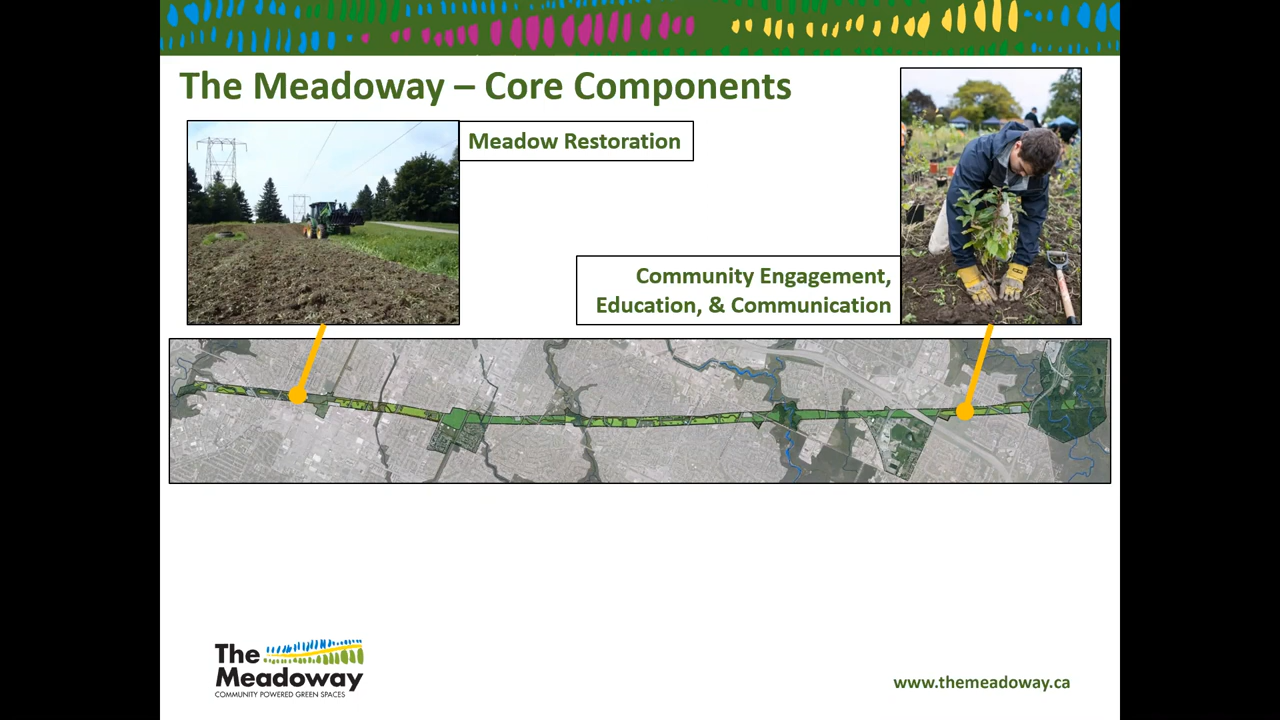 The Meadoway – Core Components
Meadow Restoration
Community Engagement,
Education, & Communication
The
Meadoway
COMMUNITY POWERED GREEN SPACES
www.themeadoway.ca